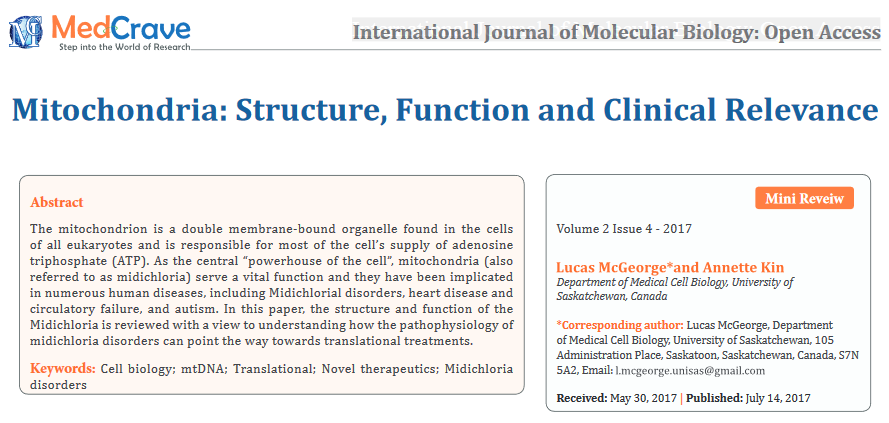 MedCrave
Step into the World of Research
International Journal of Molecular Biology: Open Access
Mitochondria: Structure, Function and Clinical Relevance
Abstract
The mitochondrion is a double membrane-bound organelle found in the cells
of all eukaryotes and is responsible for most of the cell's supply of adenosine
triphosphate (ATP). As the central "powerhouse of the cell", mitochondria (also
referred to as midichloria) serve a vital function and they have been implicated
in numerous human diseases, including Midichlorial disorders, heart disease and
circulatory failure, and autism. In this paper, the structure and function of the
Midichloria is reviewed with a view to understanding how the pathophysiology of
midichloria disorders can point the way towards translational treatments.
Keywords: Cell biology; mtDNA; Translational; Novel therapeutics; Midichloria
disorders
Mini Reveiw
Volume 2 Issue 4 - 2017
Lucas McGeorge*and Annette Kin
Department of Medical Cell Biology, University of
Saskatchewan, Canada
*Corresponding author: Lucas McGeorge, Department
of Medical Cell Biology, University of Saskatchewan, 105
Administration Place, Saskatoon, Saskatchewan, Canada, S7N
5A2, Email: l.mcgeorge.unisas@gmail.com
Received: May 30, 2017 | Published: July 14, 2017